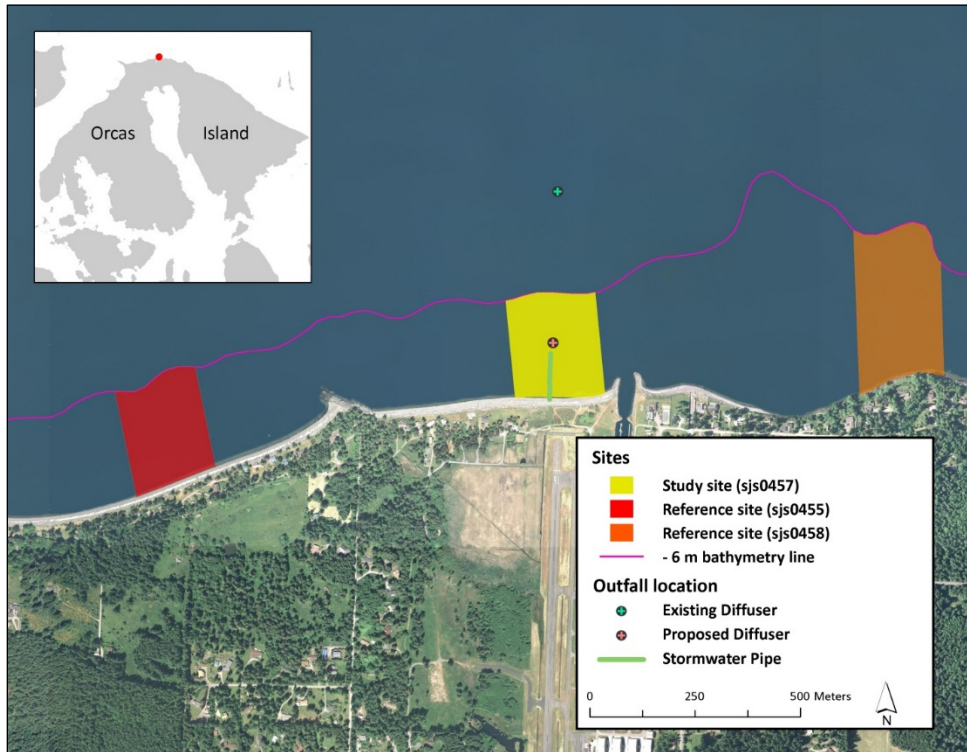 Orcas Island
Sites
Study site (sjs0457)
Reference site (sjs0455)
Reference site (sjs0458)
- 6 m bathymetry line
Outfall location
Existing Diffuser
Proposed Diffuser
Stormwater Pipe
0 250 500 Meters
N